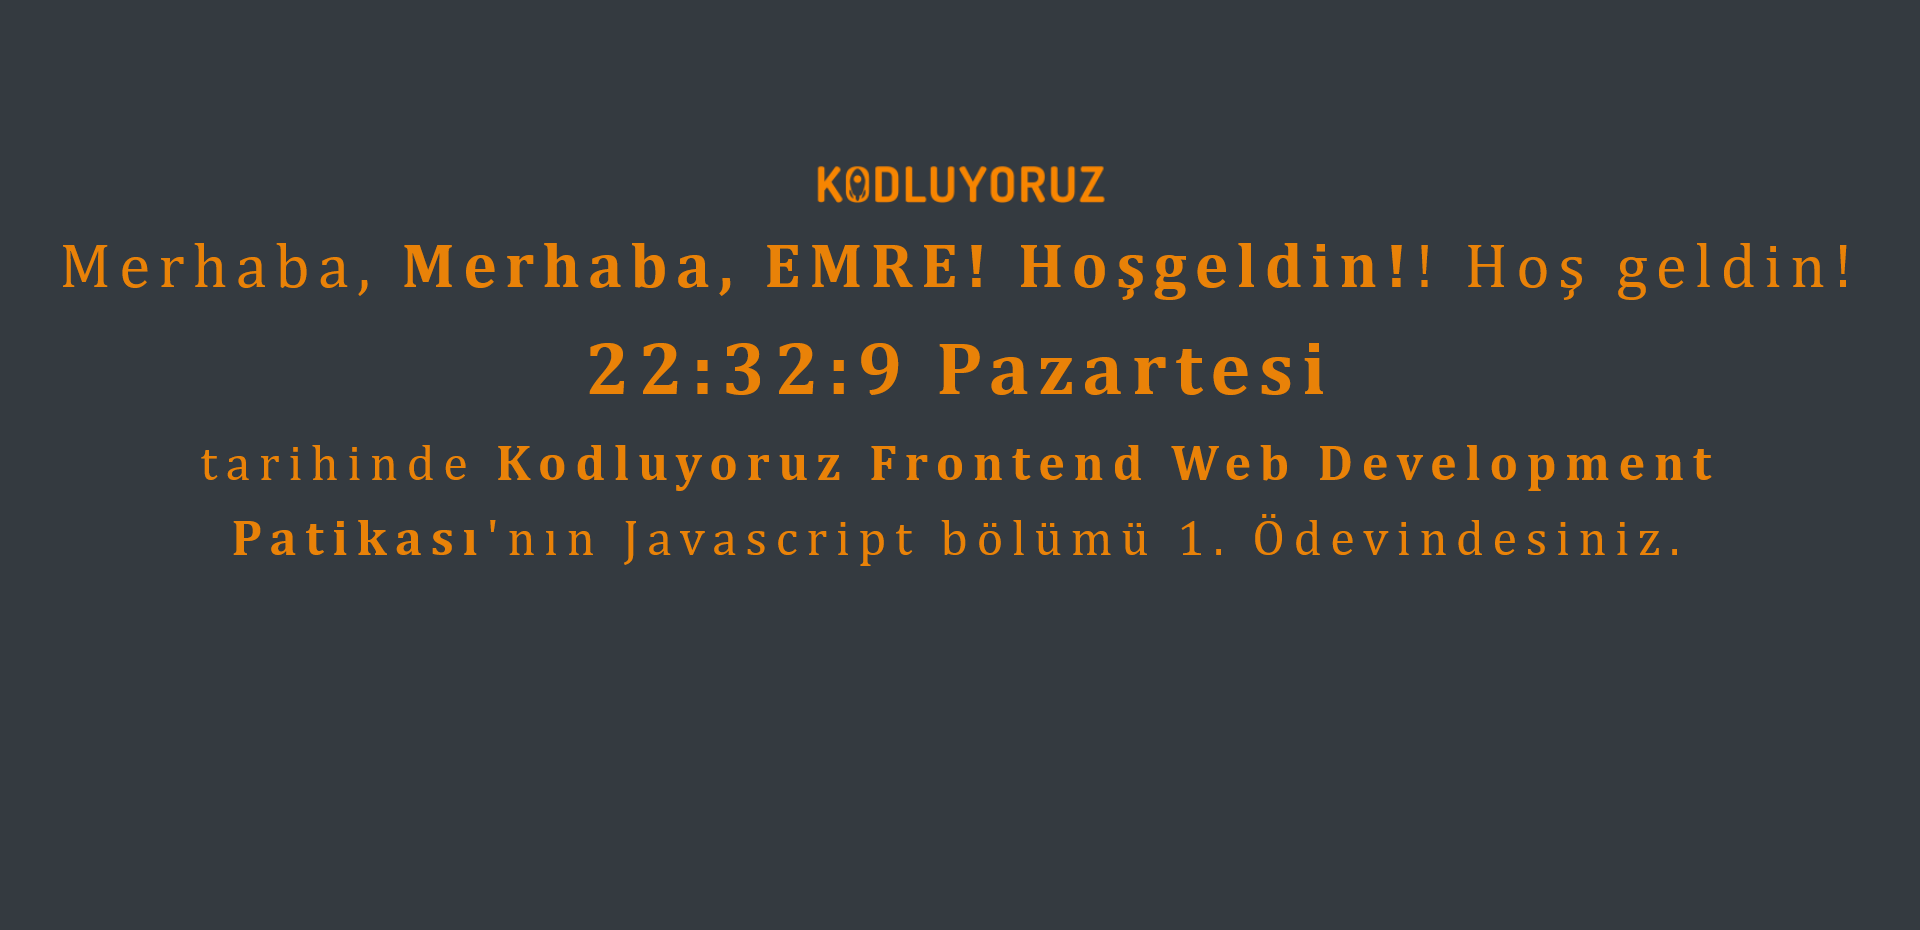 KODLUYORUZ
Merhaba, Merhaba, EMRE! Hoşgeldin!! Hoş geldin!
22:32:9 Pazartesi
tarihinde Kodluyoruz Frontend Web Development
Patikası'nın Javascript bölümü 1. Ödevindesiniz.